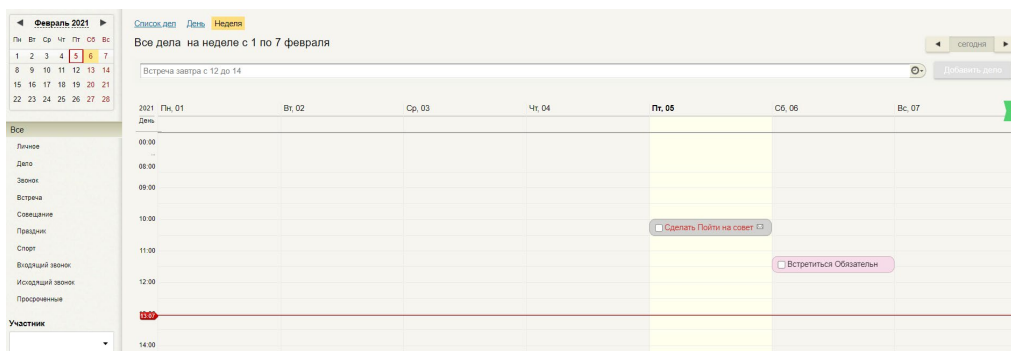 Февраль 2021
Пн Вт Ср Чт Пт Сб Вс
1 2 3 4 5 6 7
8 9 10 11 12 13 14
15 16 17 18 19 20 21
22 23 24 25 26 27 28
Все
Личное
Дело
Звонок
Встреча
Совещание
Праздник
Спорт
Входящий звонок
Исходящий звонок
Просроченные
Участник
Список дел День Неделя
Все дела на неделе с 1 по 7 февраля
сегодня
Встреча завтра с 12 до 14
Добавить дело
2021 Пн, 01 Вт, 02 Ср, 03 Чт, 04 Пт, 05 Сб, 06 Вс, 07
День
00:00
...
08:00
09:00
10:00
Сделать Пойти на совет
11:00
Встретиться Обязательн
12:00
13:07
14:00